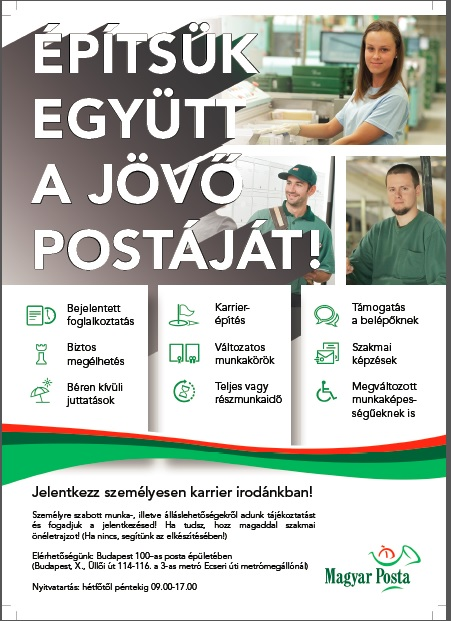 ÉPÍTSÜK
EGYÜTT
A JÖVŐ
POSTÁJÁT!
Bejelentett
foglalkoztatás
Biztos
megélhetés
Béren kívüli
juttatások
Karrier-
építés
Változatos
munkakörök
Teljes vagy
részmunkaidő
Támogatás
a belépőknek
Szakmai
képzések
Megváltozott
munkaképes-
ségűeknek is
Jelentkezz személyesen karrier irodánkban!
Személyre szabott munka-, illetve álláslehetőségekről adunk tájékoztatást
és fogadjuk a jelentkezésed! Ha tudsz, hozz magaddal szakmai
önéletrajzot! (Ha nincs, segítünk az elkészítésében!)
Elérhetőségünk: Budapest 100–as posta épületében
(Budapest, X., Üllői út 114-116. a 3-as metró Ecseri úti metrómegállónál)
Nyitvatartás: hétfőtől péntekig 09.00-17.00
Magyar Posta